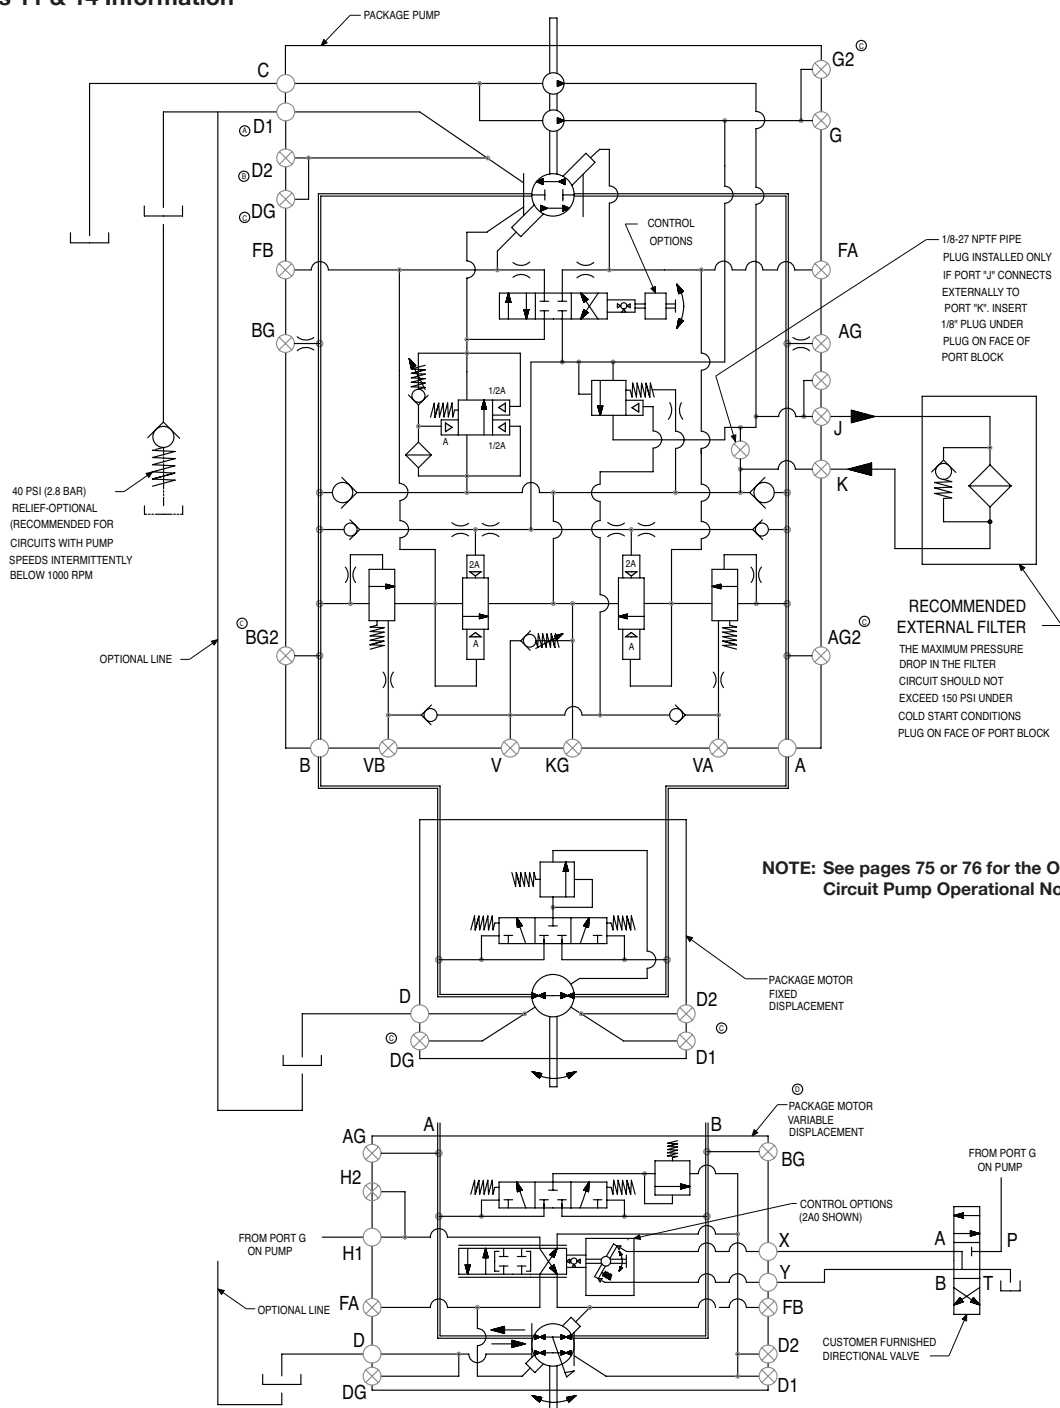 s 11 & 14 Information
PACKAGE PUMP
C
G2 Ⓒ
Ⓐ D1
G
Ⓑ D2
Ⓒ DG
CONTROL
OPTIONS
1/8-27 NPTF PIPE
PLUG INSTALLED ONLY
IF PORT "J" CONNECTS
EXTERNALLY TO
PORT "K". INSERT
1/8" PLUG UNDER
PLUG ON FACE OF
PORT BLOCK
FB
FA
BG
AG
1/2A
A
1/2A
J
K
40 PSI (2.8 BAR)
RELIEF-OPTIONAL
(RECOMMENDED FOR
CIRCUITS WITH PUMP
SPEEDS INTERMITTENTLY
BELOW 1000 RPM
2A
2A
A
A
RECOMMENDED
EXTERNAL FILTER
THE MAXIMUM PRESSURE
DROP IN THE FILTER
CIRCUIT SHOULD NOT
EXCEED 150 PSI UNDER
COLD START CONDITIONS
PLUG ON FACE OF PORT BLOCK
Ⓒ BG2
AG2 Ⓒ
OPTIONAL LINE
B
VB
V
KG
VA
A
NOTE: See pages 75 or 76 for the O
Circuit Pump Operational No
PACKAGE MOTOR
FIXED
DISPLACEMENT
D
D2
Ⓒ
DG
Ⓒ
D1
Ⓓ
PACKAGE MOTOR
VARIABLE
DISPLACEMENT
A
B
AG
BG
H2
FROM PORT G
ON PUMP
H1
CONTROL OPTIONS
(2A0 SHOWN)
FROM PORT G
ON PUMP
X
A
P
Y
B
T
OPTIONAL LINE
FA
FB
D
D2
CUSTOMER FURNISHED
DIRECTIONAL VALVE
DG
D1